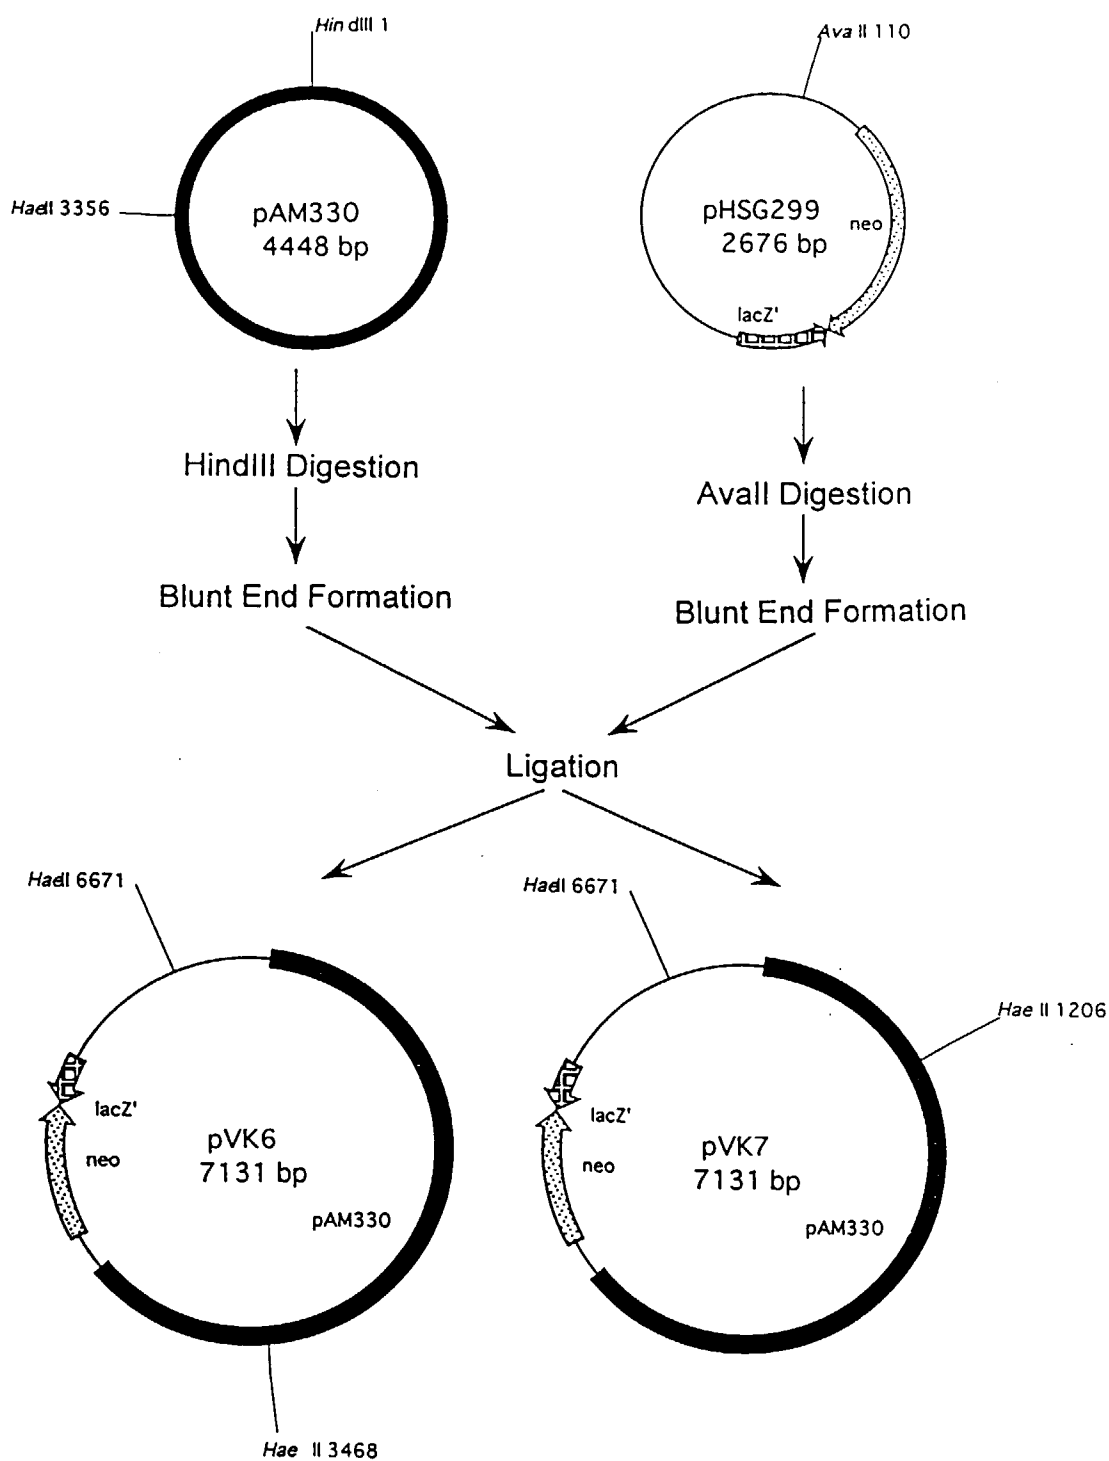 Hin dIII 1
Ava II 110
HaeII 3356
pAM330
4448 bp
pHSG299
2676 bp
neo
lacZ'
HindIII Digestion
AvaII Digestion
Blunt End Formation
Blunt End Formation
Ligation
HaeII 6671
HaeII 6671
Hae II 1206
lacZ'
neo
pVK6
7131 bp
pAM330
lacZ'
neo
pVK7
7131 bp
pAM330
Hae II 3468